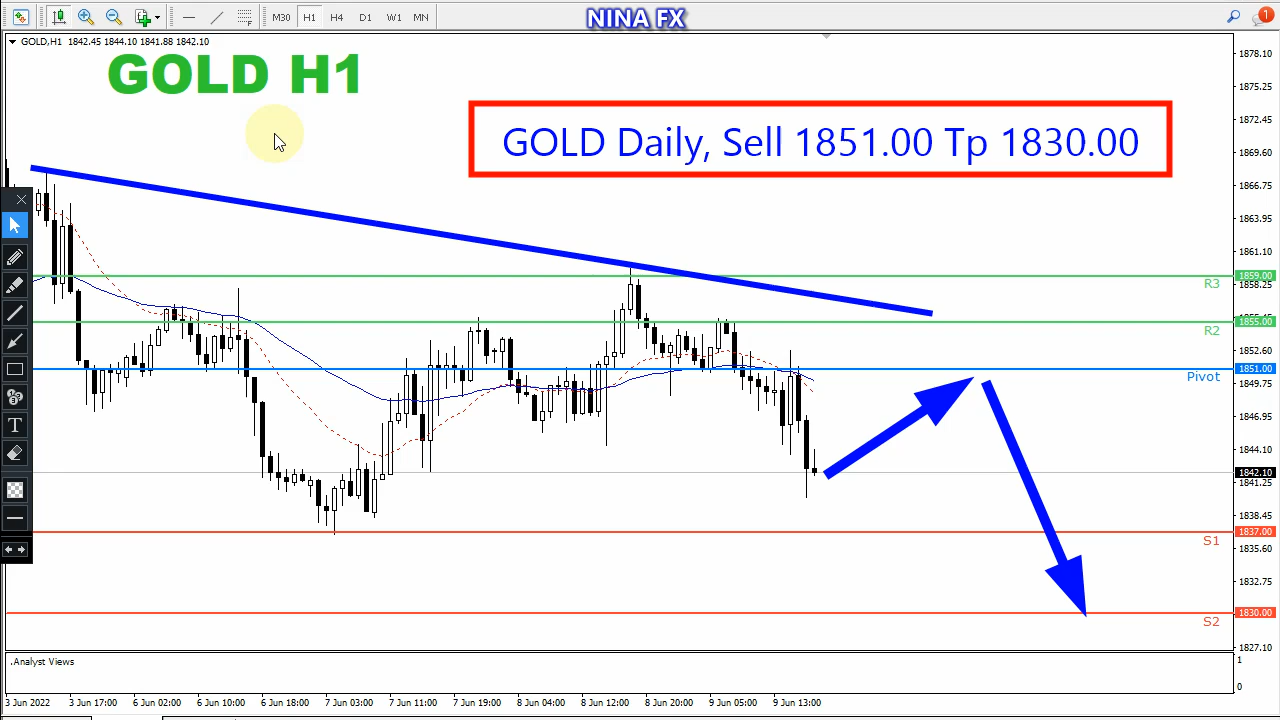 M30 H1 H4 D1 W1 MN
NINA FX
1
GOLD,H1 1842.45 1844.10 1841.88 1842.10
GOLD H1
GOLD Daily, Sell 1851.00 Tp 1830.00
1878.10
1875.25
1872.45
1869.60
1866.75
1863.95
1861.10
1859.00
R3
1858.25
1855.00
R2
1852.60
1851.00
Pivot
1849.75
1846.95
1844.10
1842.10
1841.25
1838.45
1837.00
S1
1835.60
1832.75
1830.00
S2
1827.10
T
.Analyst Views
1
0
3 Jun 2022 3 Jun 17:00 6 Jun 02:00 6 Jun 10:00 6 Jun 18:00 7 Jun 03:00 7 Jun 11:00 7 Jun 19:00 8 Jun 04:00 8 Jun 12:00 8 Jun 20:00 9 Jun 05:00 9 Jun 13:00